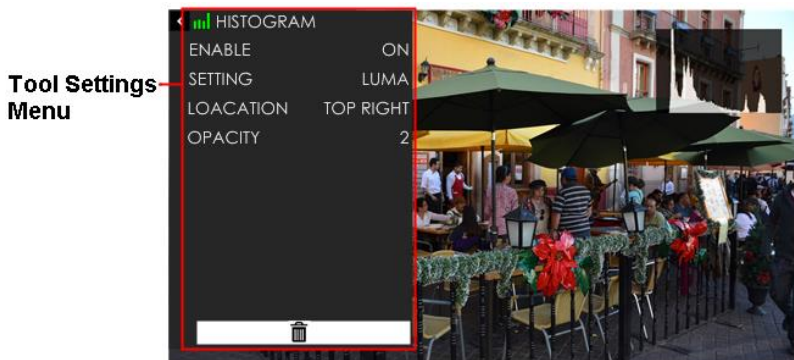 HISTOGRAM
ENABLE ON
SETTING LUMA
LOACATION TOP RIGHT
OPACITY 2
Tool Settings
Menu